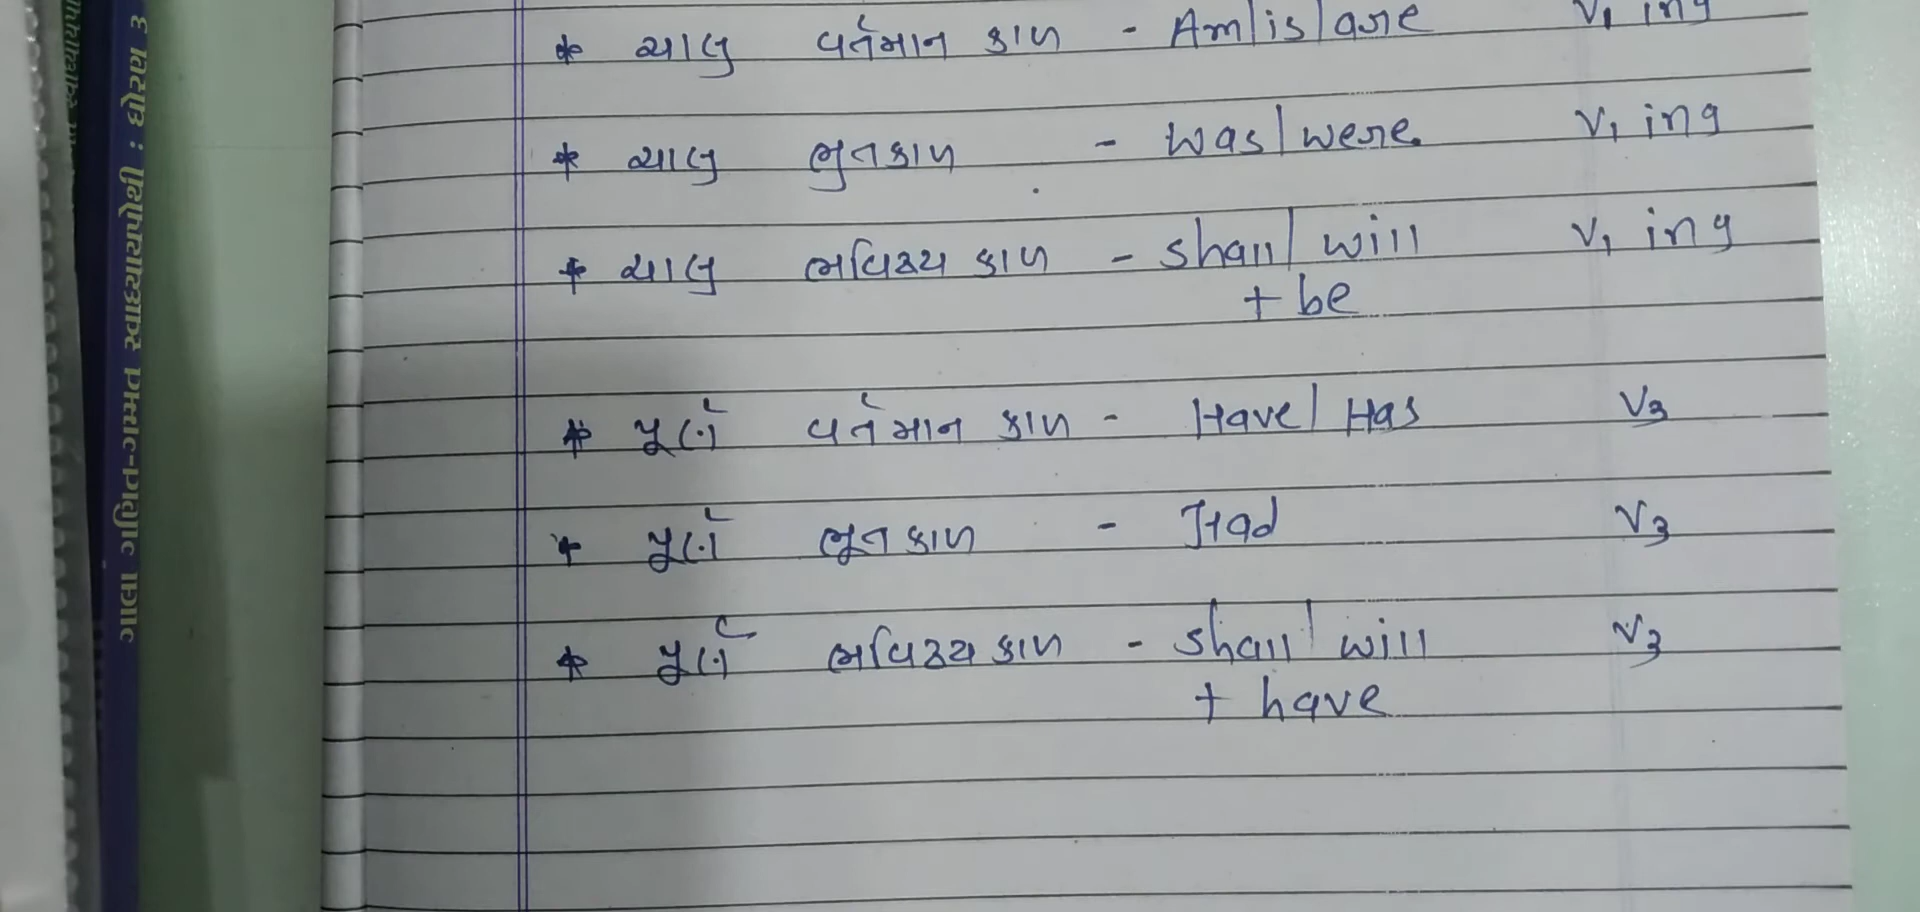 * ચાલુ વર્તમાન કાળ - Am/is/are V1 ing
* ચાલુ ભુતકાળ - was/were. V1 ing
* ચાલુ ભવિષ્ય કાળ - shall/will V1 ing
+ be
* પૂર્ણ વર્તમાન કાળ - Have/Has V3
* પૂર્ણ ભૂતકાળ - Had V3
* પૂર્ણ ભવિષ્ય કાળ - shall/will V3
+ have